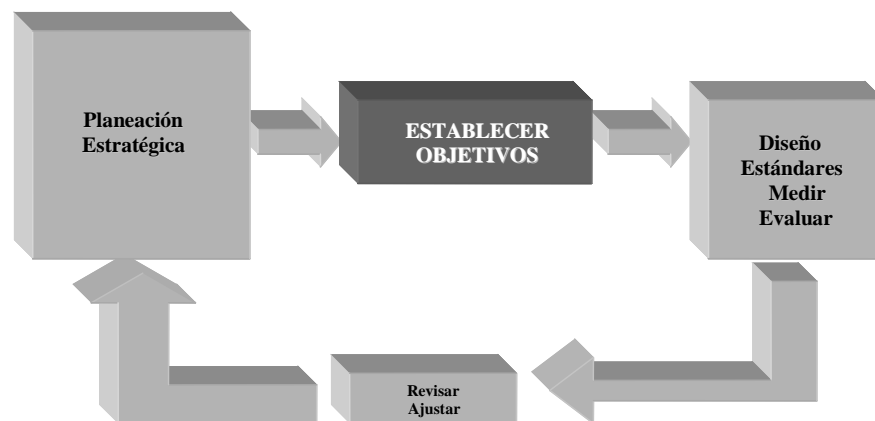 Planeación
Estratégica
ESTABLECER
OBJETIVOS
Diseño
Estándares
Medir
Evaluar
Revisar
Ajustar